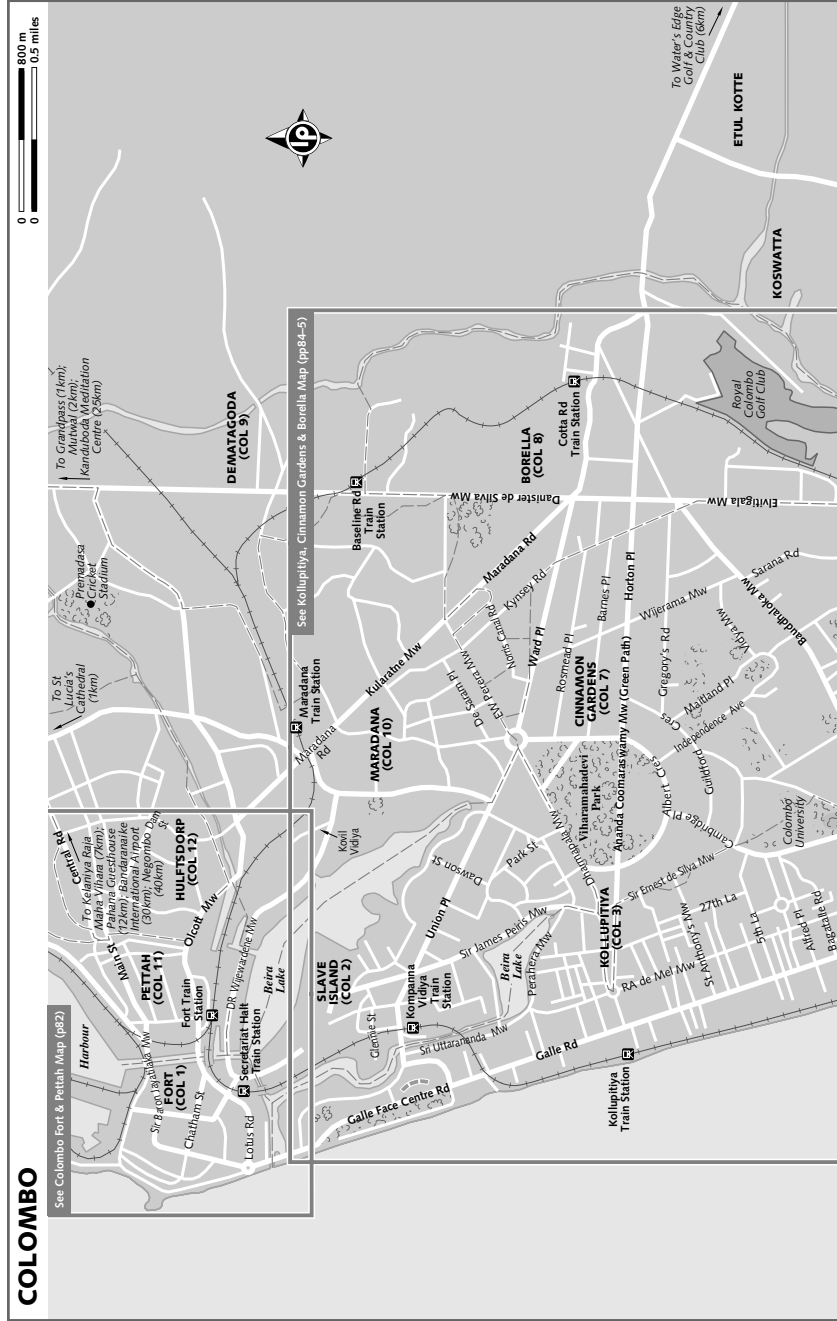 COLOMBO
0 800 m
0 0.5 miles
See Colombo Fort & Pettah Map (p82)
See Kollupitiya, Cinnamon Gardens & Borella Map (pp84–5)
Harbour
Main St
Central Rd
To Kelaniya Raja
Maha Vihara (7km);
Pahana Guesthouse
(12km); Bandaranaike
International Airport
(30km); Negombo
(40km)
Dam
St
HULFTSDORP
(COL 12)
PETTAH
(COL 11)
Olcott Mw
Fort Train
Station
DR Wijewardene Mw
Sir Baron Jayatilaka Mw
FORT
(COL 1)
Chatham St
Secretariat Halt
Train Station
Lotus Rd
Beira
Lake
To St
Lucia's
Cathedral
(1km)
Premadasa
Cricket
Stadium
To Grandpass (1km);
Mutwal (2km);
Kanduboda Meditation
Centre (25km)
DEMATAGODA
(COL 9)
Maradana
Train Station
Maradana
Rd
Kularatne Mw
MARADANA
(COL 10)
Kovil
Vidiya
SLAVE
ISLAND
(COL 2)
Glennie St
Kompanna
Vidiya
Train
Station
Sri Uttarananda Mw
Galle Face Centre Rd
Union Pl
Dawson St
Park St
Sir James Peiris Mw
Beira
Lake
Perahera Mw
Dharmapala Mw
Baseline Rd
Train
Station
Danister de Silva Mw
Maradana Rd
Kynsey Rd
Norris Canal Rd
EW Perera Mw
De Saram Pl
Ward Pl
BORELLA
(COL 8)
Cotta Rd
Train Station
Rosmead Pl
Barnes Pl
Horton Pl
CINNAMON
GARDENS
(COL 7)
Viharamahadevi
Park
Ananda Coomaraswamy Mw (Green Path)
KOLLUPITIYA
(COL 3)
Galle Rd
Kollupitiya
Train Station
RA de Mel Mw
Sir Ernest de Silva Mw
St Anthony's Mw
27th La
5th La
Alfred Pl
Bagatalle Rd
Albert Cres
Cambridge Pl
Guildford
Cres
Independence Ave
Maitland Pl
Gregory's Rd
Wijerama Mw
Vidya Mw
Bauddhaloka Mw
Sarana Rd
Elvitigala Mw
Colombo
University
Royal
Colombo
Golf Club
KOSWATTA
ETUL KOTTE
To Water's Edge
Golf & Country
Club (6km)
lp